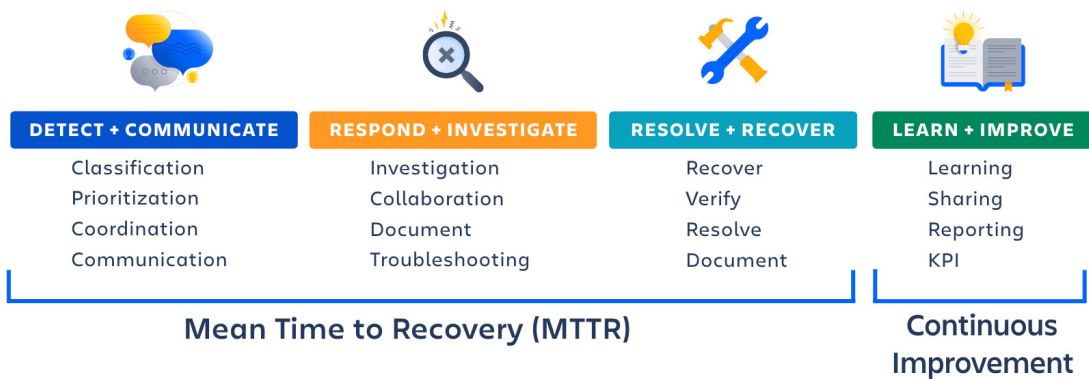 DETECT + COMMUNICATE
Classification
Prioritization
Coordination
Communication
RESPOND + INVESTIGATE
Investigation
Collaboration
Document
Troubleshooting
RESOLVE + RECOVER
Recover
Verify
Resolve
Document
LEARN + IMPROVE
Learning
Sharing
Reporting
KPI
Mean Time to Recovery (MTTR)
Continuous
Improvement